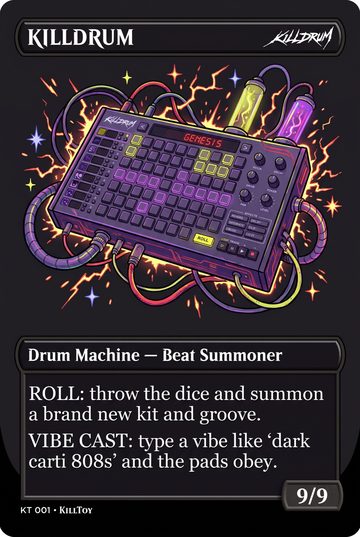 KILLDRUM
KILLDRUM
KILLDRUM
GENESIS
ROLL
Drum Machine — Beat Summoner
ROLL: throw the dice and summon
a brand new kit and groove.
VIBE CAST: type a vibe like ‘dark
carti 808s’ and the pads obey.
9/9
KT 001 • KILLTOY